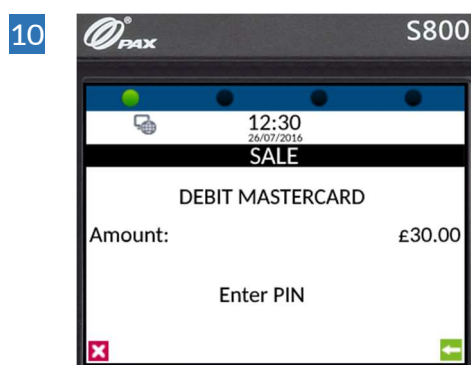 10
PAX
S800
12:30
26/07/2016
SALE
DEBIT MASTERCARD
Amount: £30.00
Enter PIN